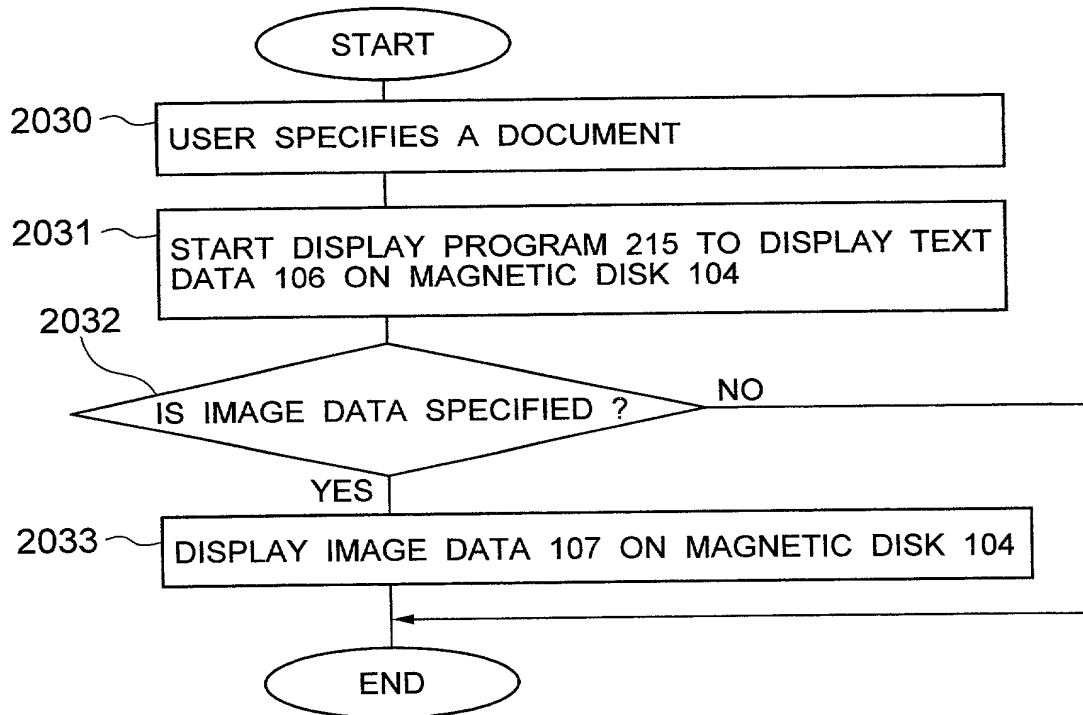 START
2030
USER SPECIFIES A DOCUMENT
2031
START DISPLAY PROGRAM 215 TO DISPLAY TEXT
DATA 106 ON MAGNETIC DISK 104
2032
IS IMAGE DATA SPECIFIED ?
NO
YES
2033
DISPLAY IMAGE DATA 107 ON MAGNETIC DISK 104
END